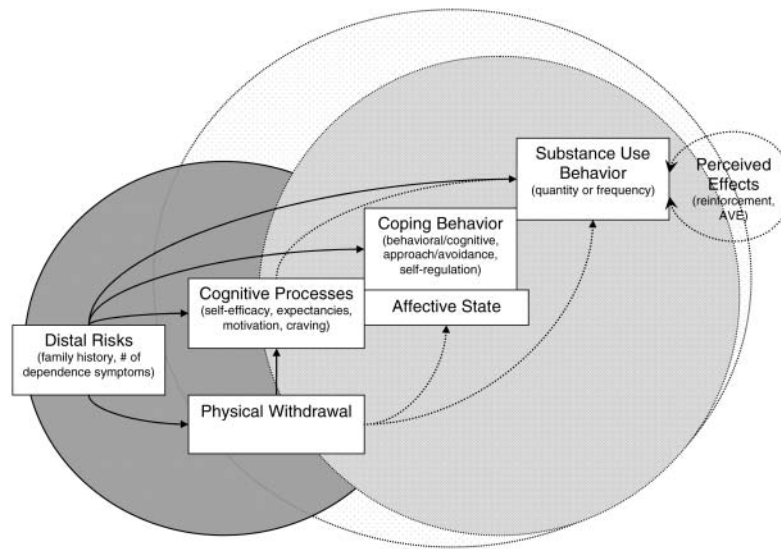 Substance Use
Behavior
(quantity or frequency)
Perceived
Effects
(reinforcement,
AVE)
Coping Behavior
(behavioral/cognitive,
approach/avoidance,
self-regulation)
Affective State
Cognitive Processes
(self-efficacy, expectancies,
motivation, craving)
Distal Risks
(family history, # of
dependence symptoms)
Physical Withdrawal